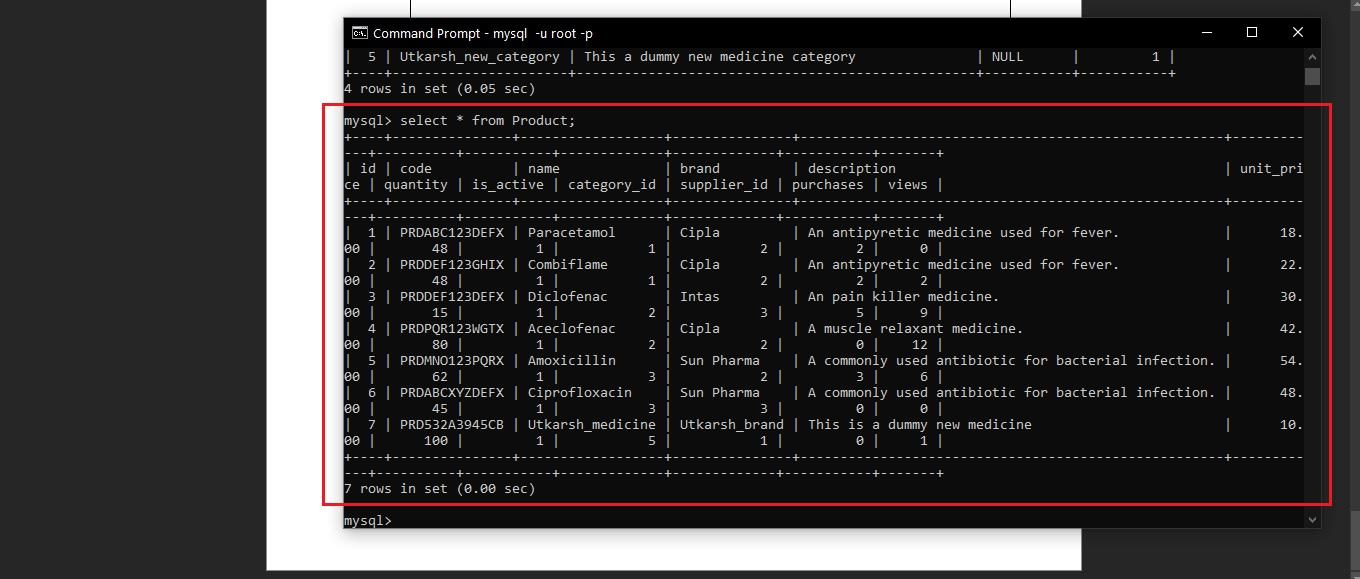 Command Prompt - mysql  -u root -p
|  5 | Utkarsh_new_category | This a dummy new medicine category               | NULL      |         1 |
+----+----------------------+--------------------------------------------------+-----------+-----------+
4 rows in set (0.05 sec)
mysql> select * from Product;
+----+---------------+------------------+---------------+-----------------------------------------------------+---------
---+----------+-----------+-------------+-------------+-----------+-------+
| id | code          | name             | brand         | description                                         | unit_pri
ce | quantity | is_active | category_id | supplier_id | purchases | views |
+----+---------------+------------------+---------------+-----------------------------------------------------+---------
---+----------+-----------+-------------+-------------+-----------+-------+
|  1 | PRDABC123DEFX | Paracetamol      | Cipla         | An antipyretic medicine used for fever.             |      18.
00 |       48 |         1 |           1 |           2 |         2 |     0 |
|  2 | PRDDEF123GHIX | Combiflame       | Cipla         | An antipyretic medicine used for fever.             |      22.
00 |       48 |         1 |           1 |           2 |         2 |     2 |
|  3 | PRDDEF123DEFX | Diclofenac       | Intas         | An pain killer medicine.                            |      30.
00 |       15 |         1 |           2 |           3 |         5 |     9 |
|  4 | PRDPQR123WGTX | Aceclofenac      | Cipla         | A muscle relaxant medicine.                         |      42.
00 |       80 |         1 |           2 |           2 |         0 |    12 |
|  5 | PRDMNO123PQRX | Amoxicillin      | Sun Pharma    | A commonly used antibiotic for bacterial infection. |      54.
00 |       62 |         1 |           3 |           2 |         3 |     6 |
|  6 | PRDABCXYZDEFX | Ciprofloxacin    | Sun Pharma    | A commonly used antibiotic for bacterial infection. |      48.
00 |       45 |         1 |           3 |           3 |         0 |     0 |
|  7 | PRD532A3945CB | Utkarsh_medicine | Utkarsh_brand | This is a dummy new medicine                        |      10.
00 |      100 |         1 |           5 |           1 |         0 |     1 |
+----+---------------+------------------+---------------+-----------------------------------------------------+---------
---+----------+-----------+-------------+-------------+-----------+-------+
7 rows in set (0.00 sec)
mysql>